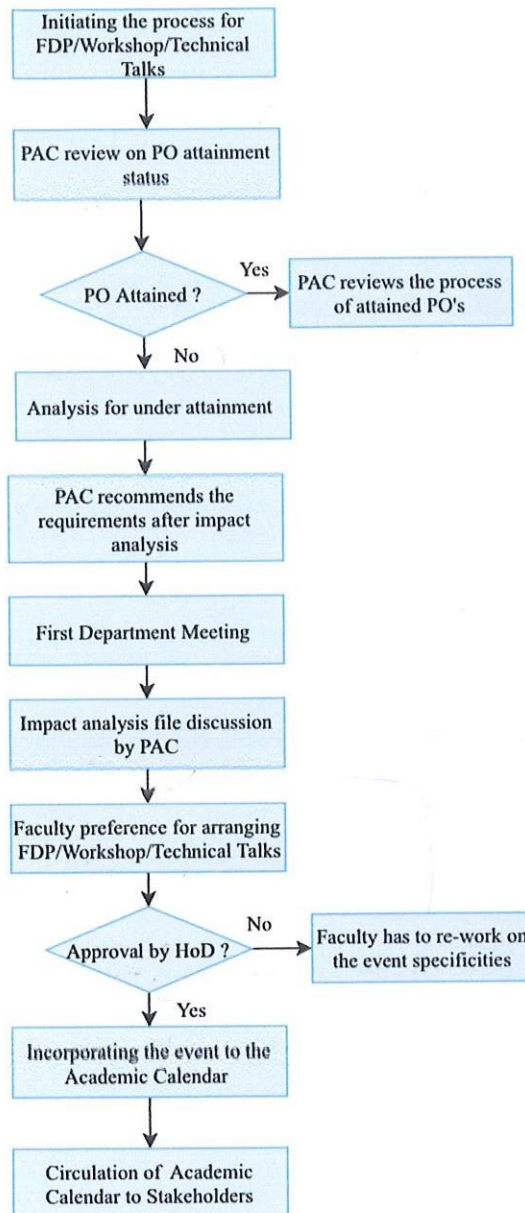 Initiating the process for
FDP/Workshop/Technical
Talks
PAC review on PO attainment
status
PO Attained ?
Yes
PAC reviews the process
of attained PO's
No
Analysis for under attainment
PAC recommends the
requirements after impact
analysis
First Department Meeting
Impact analysis file discussion
by PAC
Faculty preference for arranging
FDP/Workshop/Technical Talks
Approval by HoD ?
No
Faculty has to re-work on
the event specificities
Yes
Incorporating the event to the
Academic Calendar
Circulation of Academic
Calendar to Stakeholders